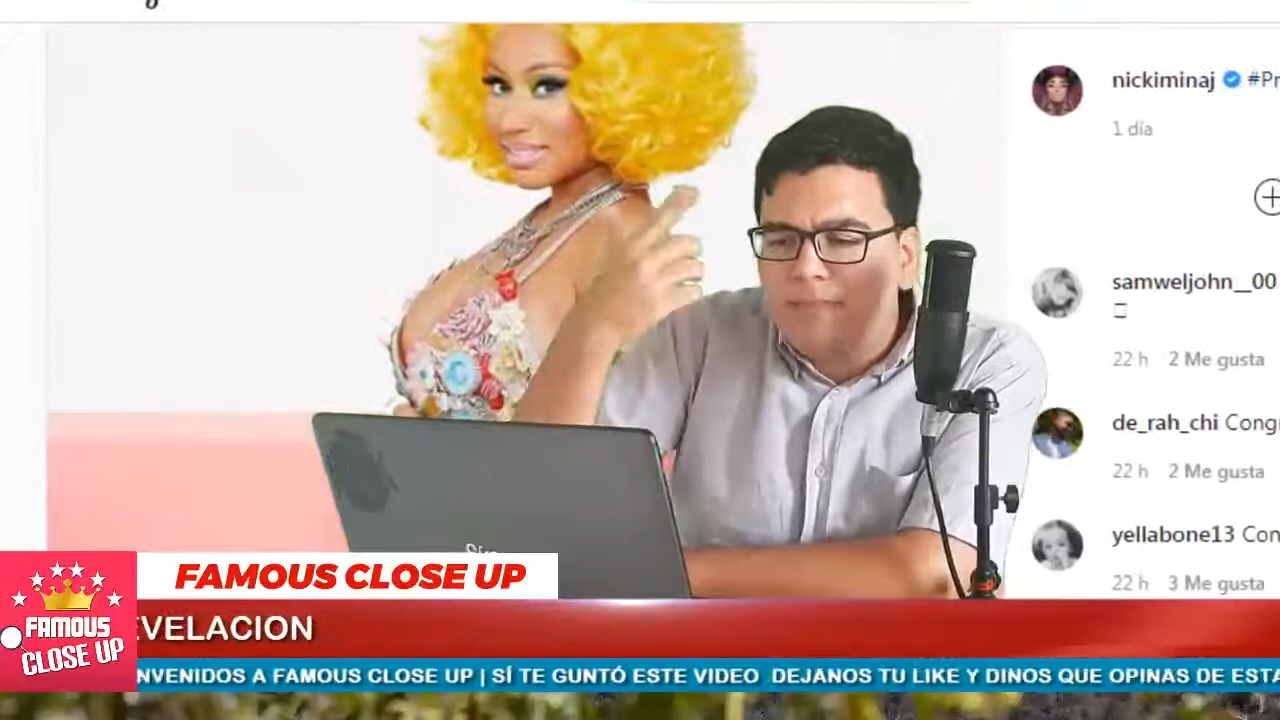 nickiminaj #Pr
1 día
samweljohn__00
22 h 2 Me gusta
de_rah_chi Congr
22 h 2 Me gusta
yellabone13 Con
22 h 3 Me gusta
FAMOUS CLOSE UP
EVELACION
FAMOUS
CLOSE UP
NVENIDOS A FAMOUS CLOSE UP | SÍ TE GUNTÓ ESTE VIDEO DEJANOS TU LIKE Y DINOS QUE OPINAS DE ESTA